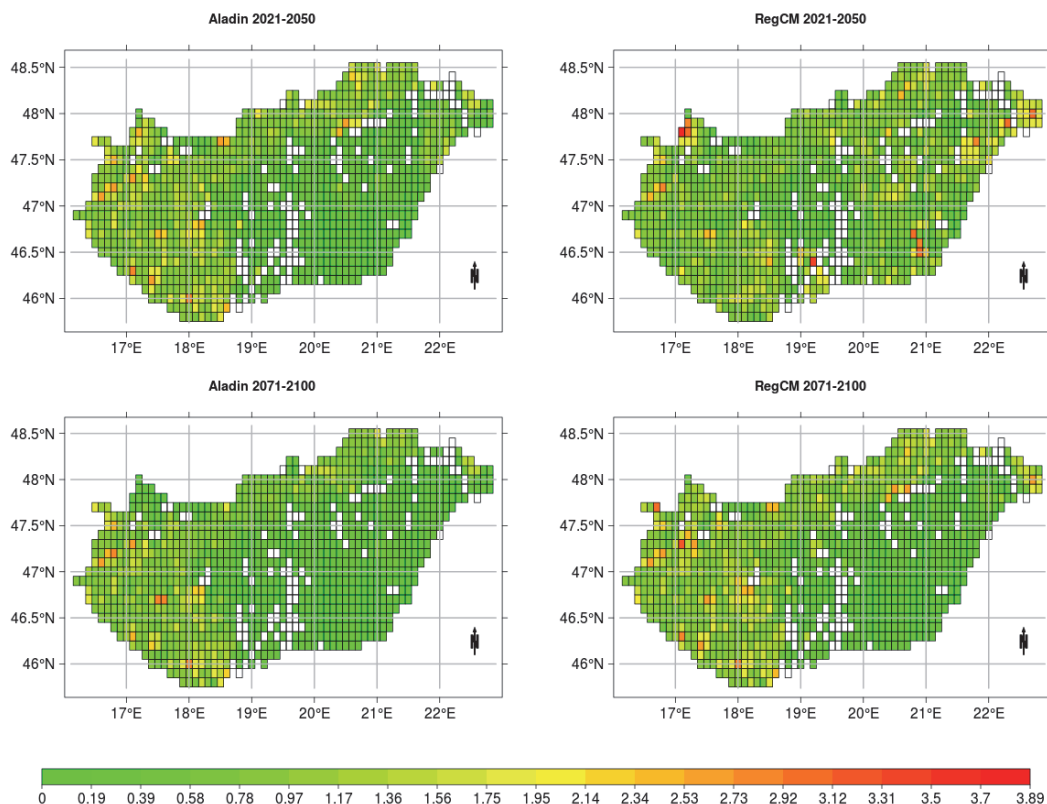 Aladin 2021-2050
RegCM 2021-2050
48.5°N
48°N
47.5°N
47°N
46.5°N
46°N
N
17°E 18°E 19°E 20°E 21°E 22°E
48.5°N
48°N
47.5°N
47°N
46.5°N
46°N
N
17°E 18°E 19°E 20°E 21°E 22°E
Aladin 2071-2100
RegCM 2071-2100
48.5°N
48°N
47.5°N
47°N
46.5°N
46°N
N
17°E 18°E 19°E 20°E 21°E 22°E
48.5°N
48°N
47.5°N
47°N
46.5°N
46°N
N
17°E 18°E 19°E 20°E 21°E 22°E
0 0.19 0.39 0.58 0.78 0.97 1.17 1.36 1.56 1.75 1.95 2.14 2.34 2.53 2.73 2.92 3.12 3.31 3.5 3.7 3.89